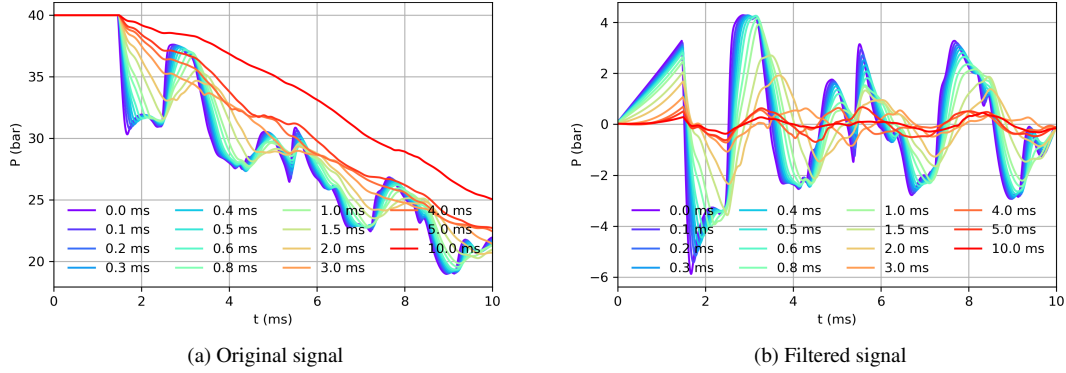 40
35
30
25
20
P (bar)
0.0 ms
0.1 ms
0.2 ms
0.3 ms
0.4 ms
0.5 ms
0.6 ms
0.8 ms
1.0 ms
1.5 ms
2.0 ms
3.0 ms
4.0 ms
5.0 ms
10.0 ms
0 2 4 6 8 10
t (ms)
(a) Original signal
4
2
0
−2
−4
−6
P (bar)
0.0 ms
0.1 ms
0.2 ms
0.3 ms
0.4 ms
0.5 ms
0.6 ms
0.8 ms
1.0 ms
1.5 ms
2.0 ms
3.0 ms
4.0 ms
5.0 ms
10.0 ms
0 2 4 6 8 10
t (ms)
(b) Filtered signal